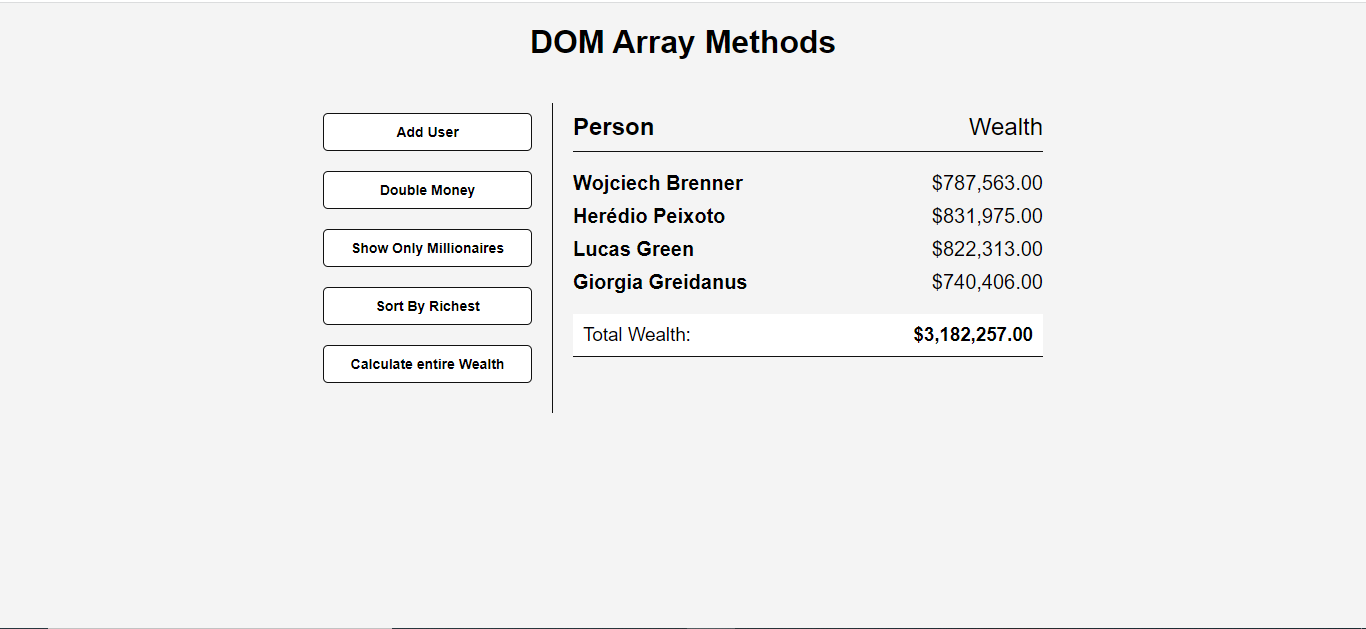 DOM Array Methods
Add User
Double Money
Show Only Millionaires
Sort By Richest
Calculate entire Wealth
Person Wealth
Wojciech Brenner $787,563.00
Herédio Peixoto $831,975.00
Lucas Green $822,313.00
Giorgia Greidanus $740,406.00
Total Wealth: $3,182,257.00